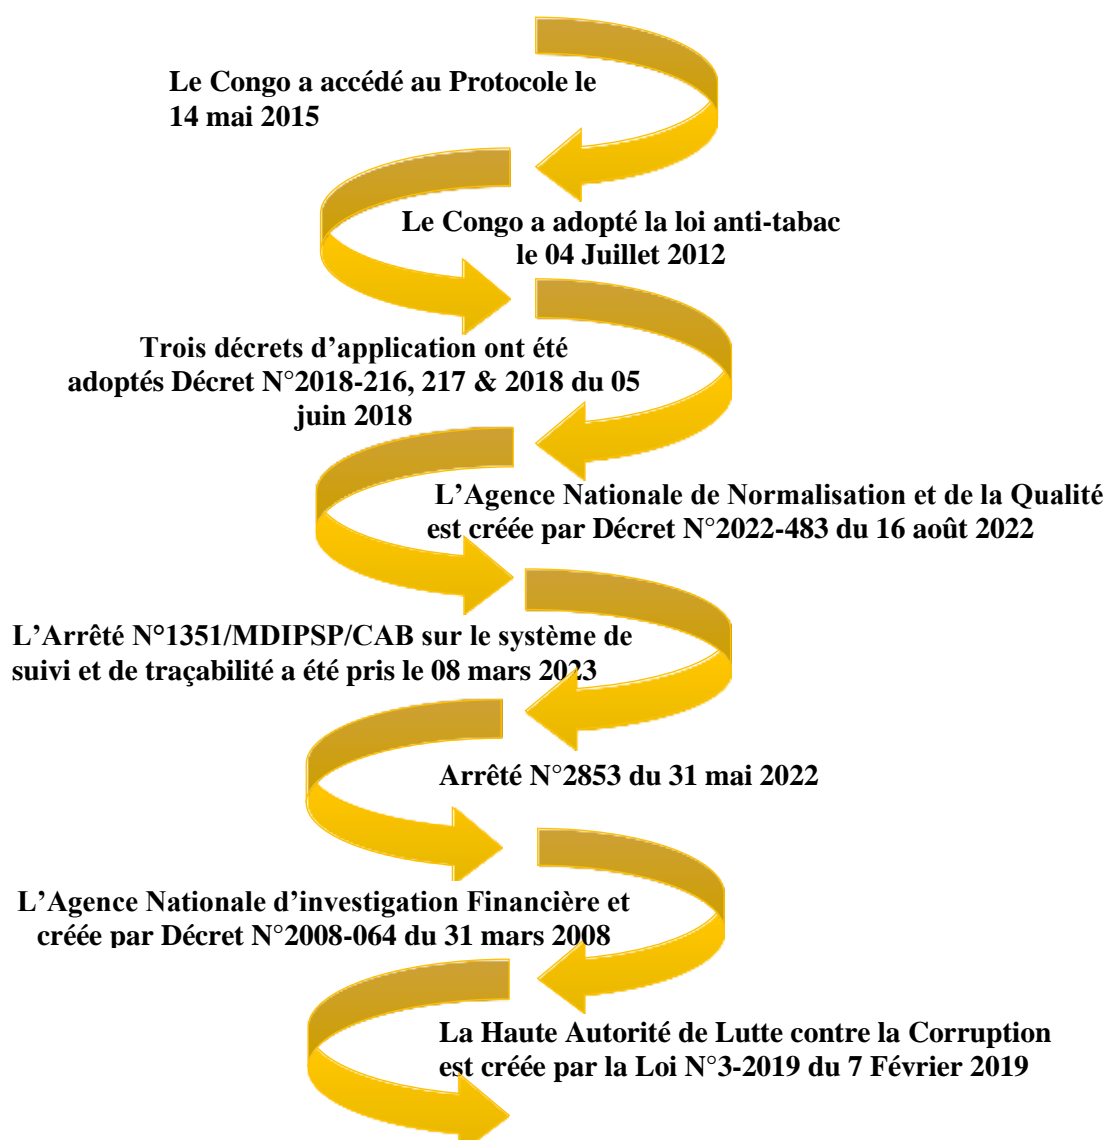 Le Congo a accédé au Protocole le
14 mai 2015
Le Congo a adopté la loi anti-tabac
le 04 Juillet 2012
Trois décrets d’application ont été
adoptés Décret N°2018-216, 217 & 2018 du 05
juin 2018
L’Agence Nationale de Normalisation et de la Qualité
est créée par Décret N°2022-483 du 16 août 2022
L’Arrêté N°1351/MDIPSP/CAB sur le système de
suivi et de traçabilité a été pris le 08 mars 2023
Arrêté N°2853 du 31 mai 2022
L’Agence Nationale d’investigation Financière et
créée par Décret N°2008-064 du 31 mars 2008
La Haute Autorité de Lutte contre la Corruption
est créée par la Loi N°3-2019 du 7 Février 2019